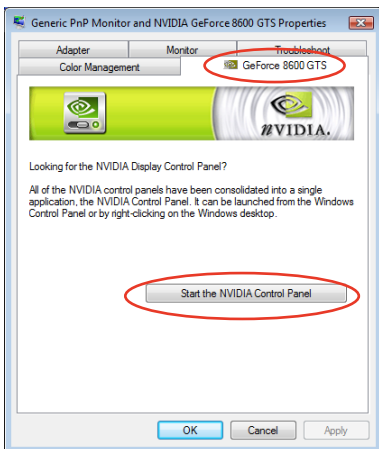 Generic PnP Monitor and NVIDIA GeForce 8600 GTS Properties
Adapter Monitor Troubleshoot
Color Management GeForce 8600 GTS
NVIDIA.
Looking for the NVIDIA Display Control Panel?
All of the NVIDIA control panels have been consolidated into a single
application, the NVIDIA Control Panel. It can be launched from the Windows
Control Panel or by right-clicking on the Windows desktop.
Start the NVIDIA Control Panel
OK Cancel Apply